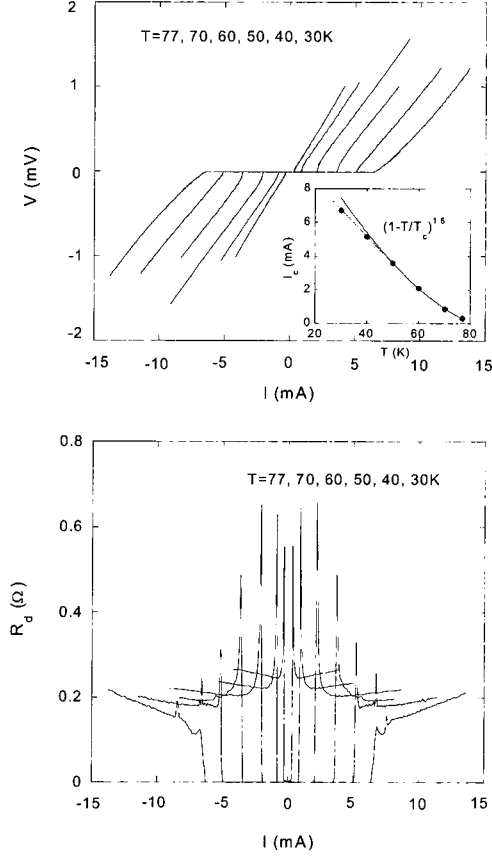 2
T=77, 70, 60, 50, 40, 30K
1
V (mV)
0
-1
-2
8
6
4
2
0
I_c (mA)
(1-T/T_c)^1.5
20 40 60 80
T (K)
-15 -10 -5 0 5 10 15
I (mA)
0.8
T=77, 70, 60, 50, 40, 30K
0.6
R_d (Ω)
0.4
0.2
0
-15 -10 -5 0 5 10 15
I (mA)